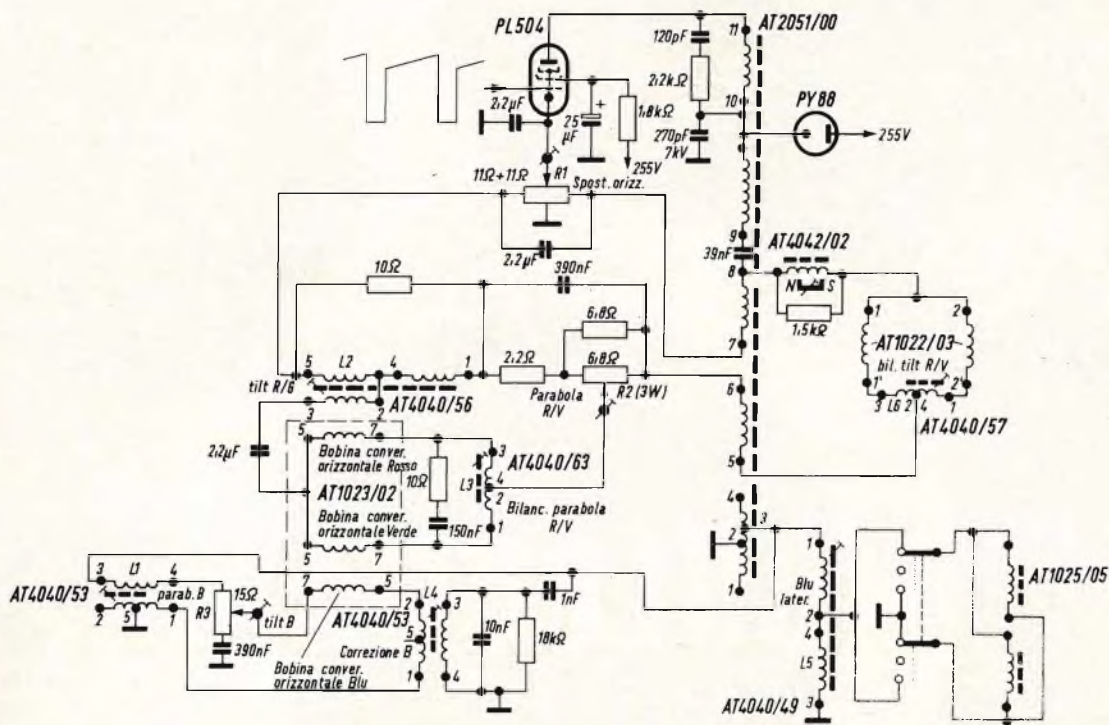 PL504
AT2051/00
11
120pF
2,2kΩ
10
2,2µF
+
25
µF
1,8kΩ
270pF
7kV
PY88
255V
255V
11Ω+11Ω
R1
Spost. orizz.
2,2µF
9
39nF
8
AT4042/02
N
S
1,5kΩ
10Ω
390nF
6,8Ω
7
1
2
AT1022/03
bil. tilt R/V
1'
2'
3
L6
2
4
1
AT4040/57
5
L2
4
1
2,2Ω
6,8Ω
R2 (3W)
tilt R/G
Parabola
R/V
AT4040/56
6
3
2
5
7
2,2µF
Bobina conver.
orizzontale Rosso
AT1023/02
Bobina conver.
orizzontale Verde
10Ω
150nF
3
AT4040/63
L3
4
2
1
Bilanc. parabola
R/V
5
7
5
4
3
2
1
3
L1
4
AT4040/53
parab. B
15Ω
R3
2
5
1
tilt B
390nF
7
5
AT4040/53
Bobina conver.
orizzontale Blu
L4
2
3
5
Correzione B
1
4
10nF
1nF
18kΩ
1
Blu
later.
2
4
L5
3
AT4040/49
AT1025/05